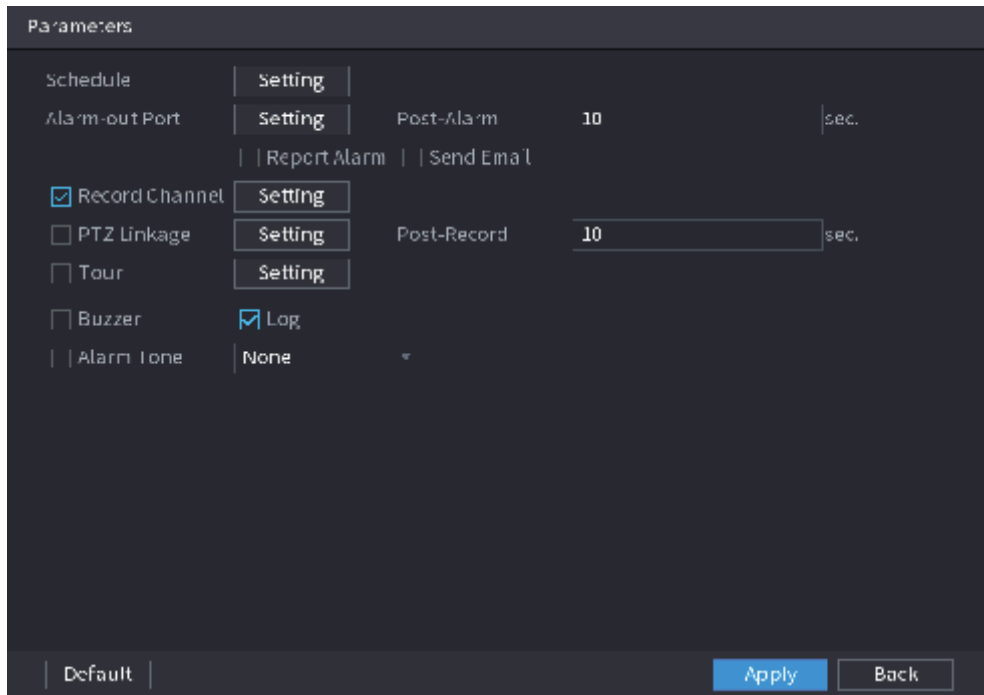 Parameters
Schedule Setting
Alarm-out Port Setting Post-Alarm 10 sec.
Report Alarm Send Email
Record Channel Setting
PTZ Linkage Setting Post-Record 10 sec.
Tour Setting
Buzzer Log
Alarm Tone None
Default Apply Back